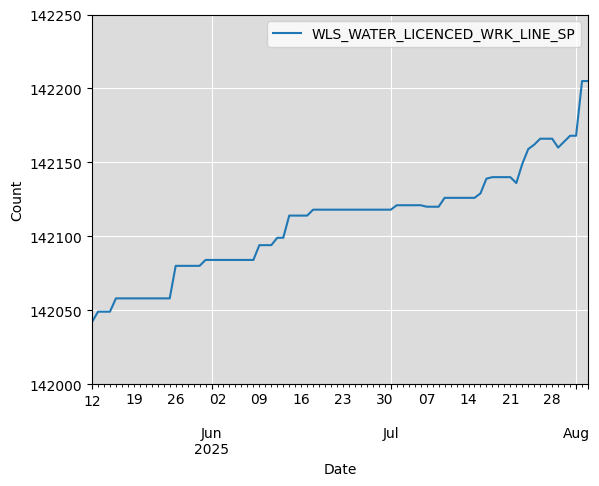 WLS_WATER_LICENCED_WRK_LINE_SP
142250
142200
142150
142100
142050
142000
Count
12 19 26 02 09 16 23 30 07 14 21 28
Jun Jul Aug
2025
Date